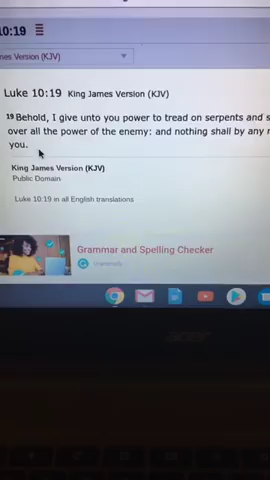 10:19
mes Version (KJV)
Luke 10:19 King James Version (KJV)
19 Behold, I give unto you power to tread on serpents and s
over all the power of the enemy: and nothing shall by any
you.
King James Version (KJV)
Public Domain
Luke 10:19 in all English translations
Grammar and Spelling Checker
Grammarly
acer